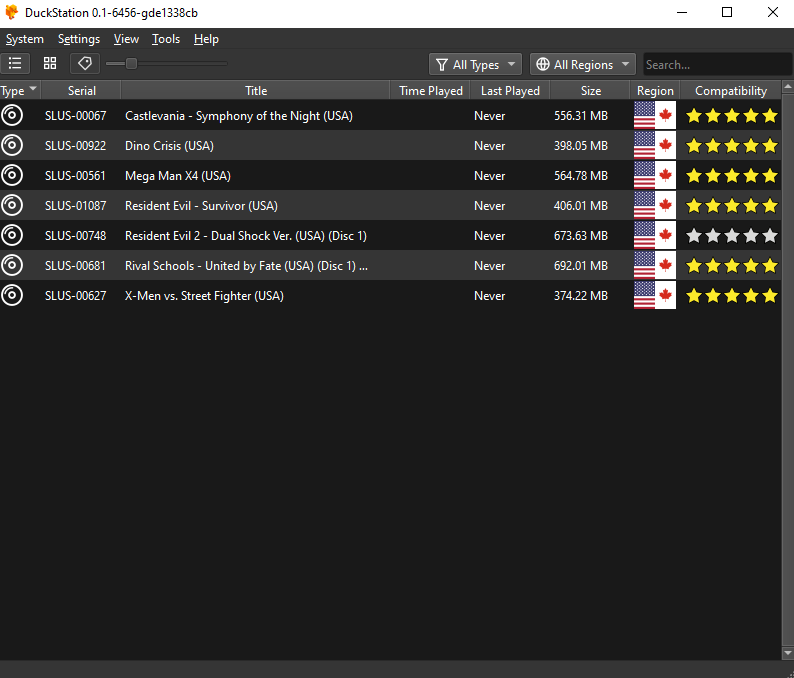 DuckStation 0.1-6456-gde1338cb
System Settings View Tools Help
All Types All Regions Search...
Type Serial Title Time Played Last Played Size Region Compatibility
SLUS-00067 Castlevania - Symphony of the Night (USA) Never 556.31 MB
SLUS-00922 Dino Crisis (USA) Never 398.05 MB
SLUS-00561 Mega Man X4 (USA) Never 564.78 MB
SLUS-01087 Resident Evil - Survivor (USA) Never 406.01 MB
SLUS-00748 Resident Evil 2 - Dual Shock Ver. (USA) (Disc 1) Never 673.63 MB
SLUS-00681 Rival Schools - United by Fate (USA) (Disc 1) ... Never 692.01 MB
SLUS-00627 X-Men vs. Street Fighter (USA) Never 374.22 MB